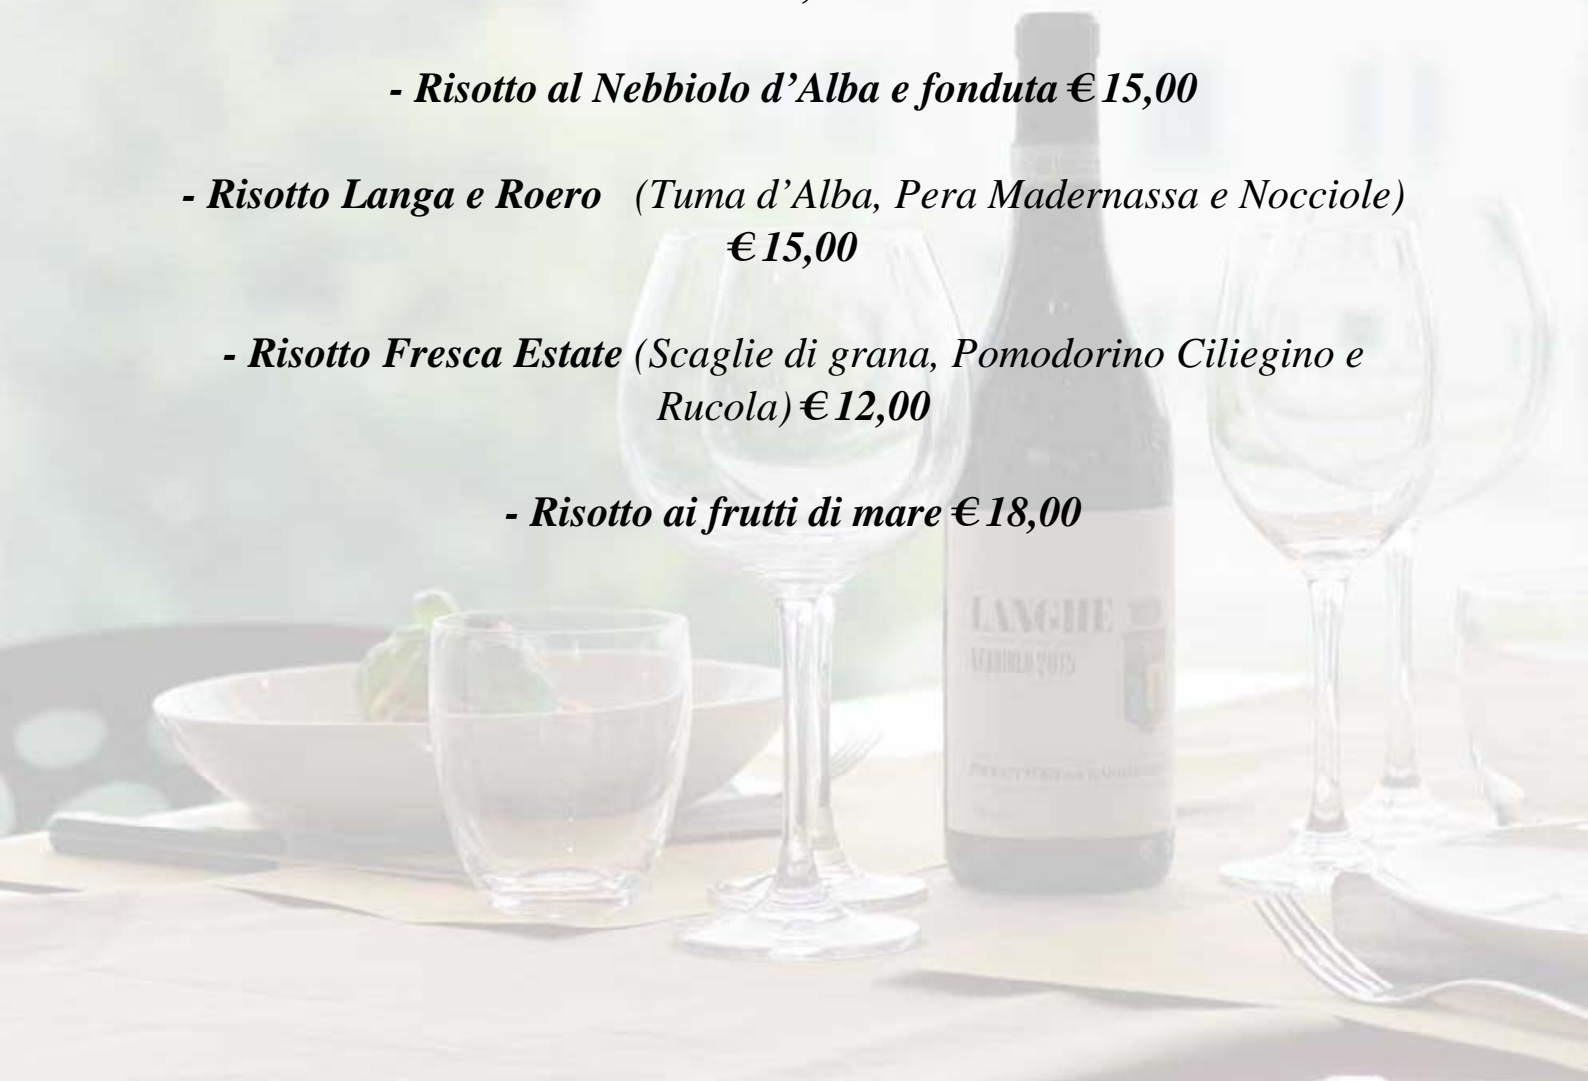 - Risotto al Nebbiolo d’Alba e fonduta € 15,00
- Risotto Langa e Roero (Tuma d’Alba, Pera Madernassa e Nocciole)
€ 15,00
- Risotto Fresca Estate (Scaglie di grana, Pomodorino Ciliegino e
Rucola) € 12,00
- Risotto ai frutti di mare € 18,00
LANGHE
NEBBIOLO 2015